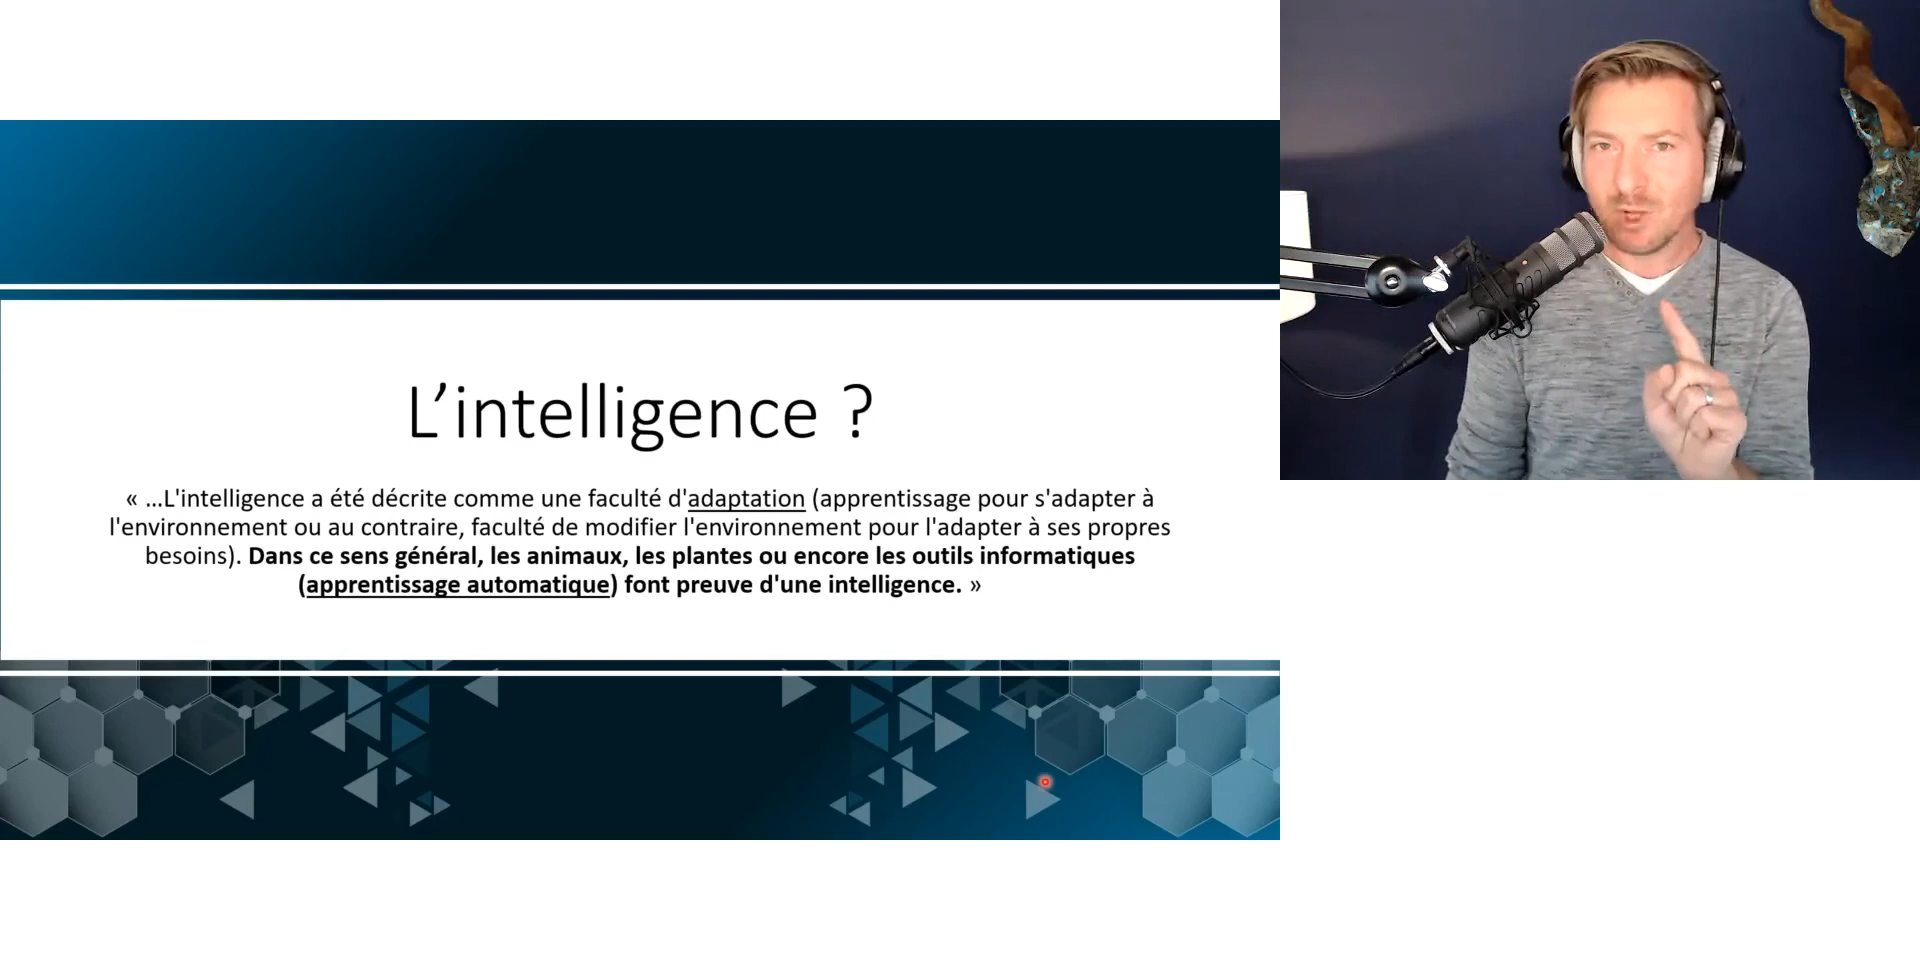 L’intelligence ?
« ...L'intelligence a été décrite comme une faculté d'adaptation (apprentissage pour s'adapter à
l'environnement ou au contraire, faculté de modifier l'environnement pour l'adapter à ses propres
besoins). Dans ce sens général, les animaux, les plantes ou encore les outils informatiques
(apprentissage automatique) font preuve d'une intelligence. »